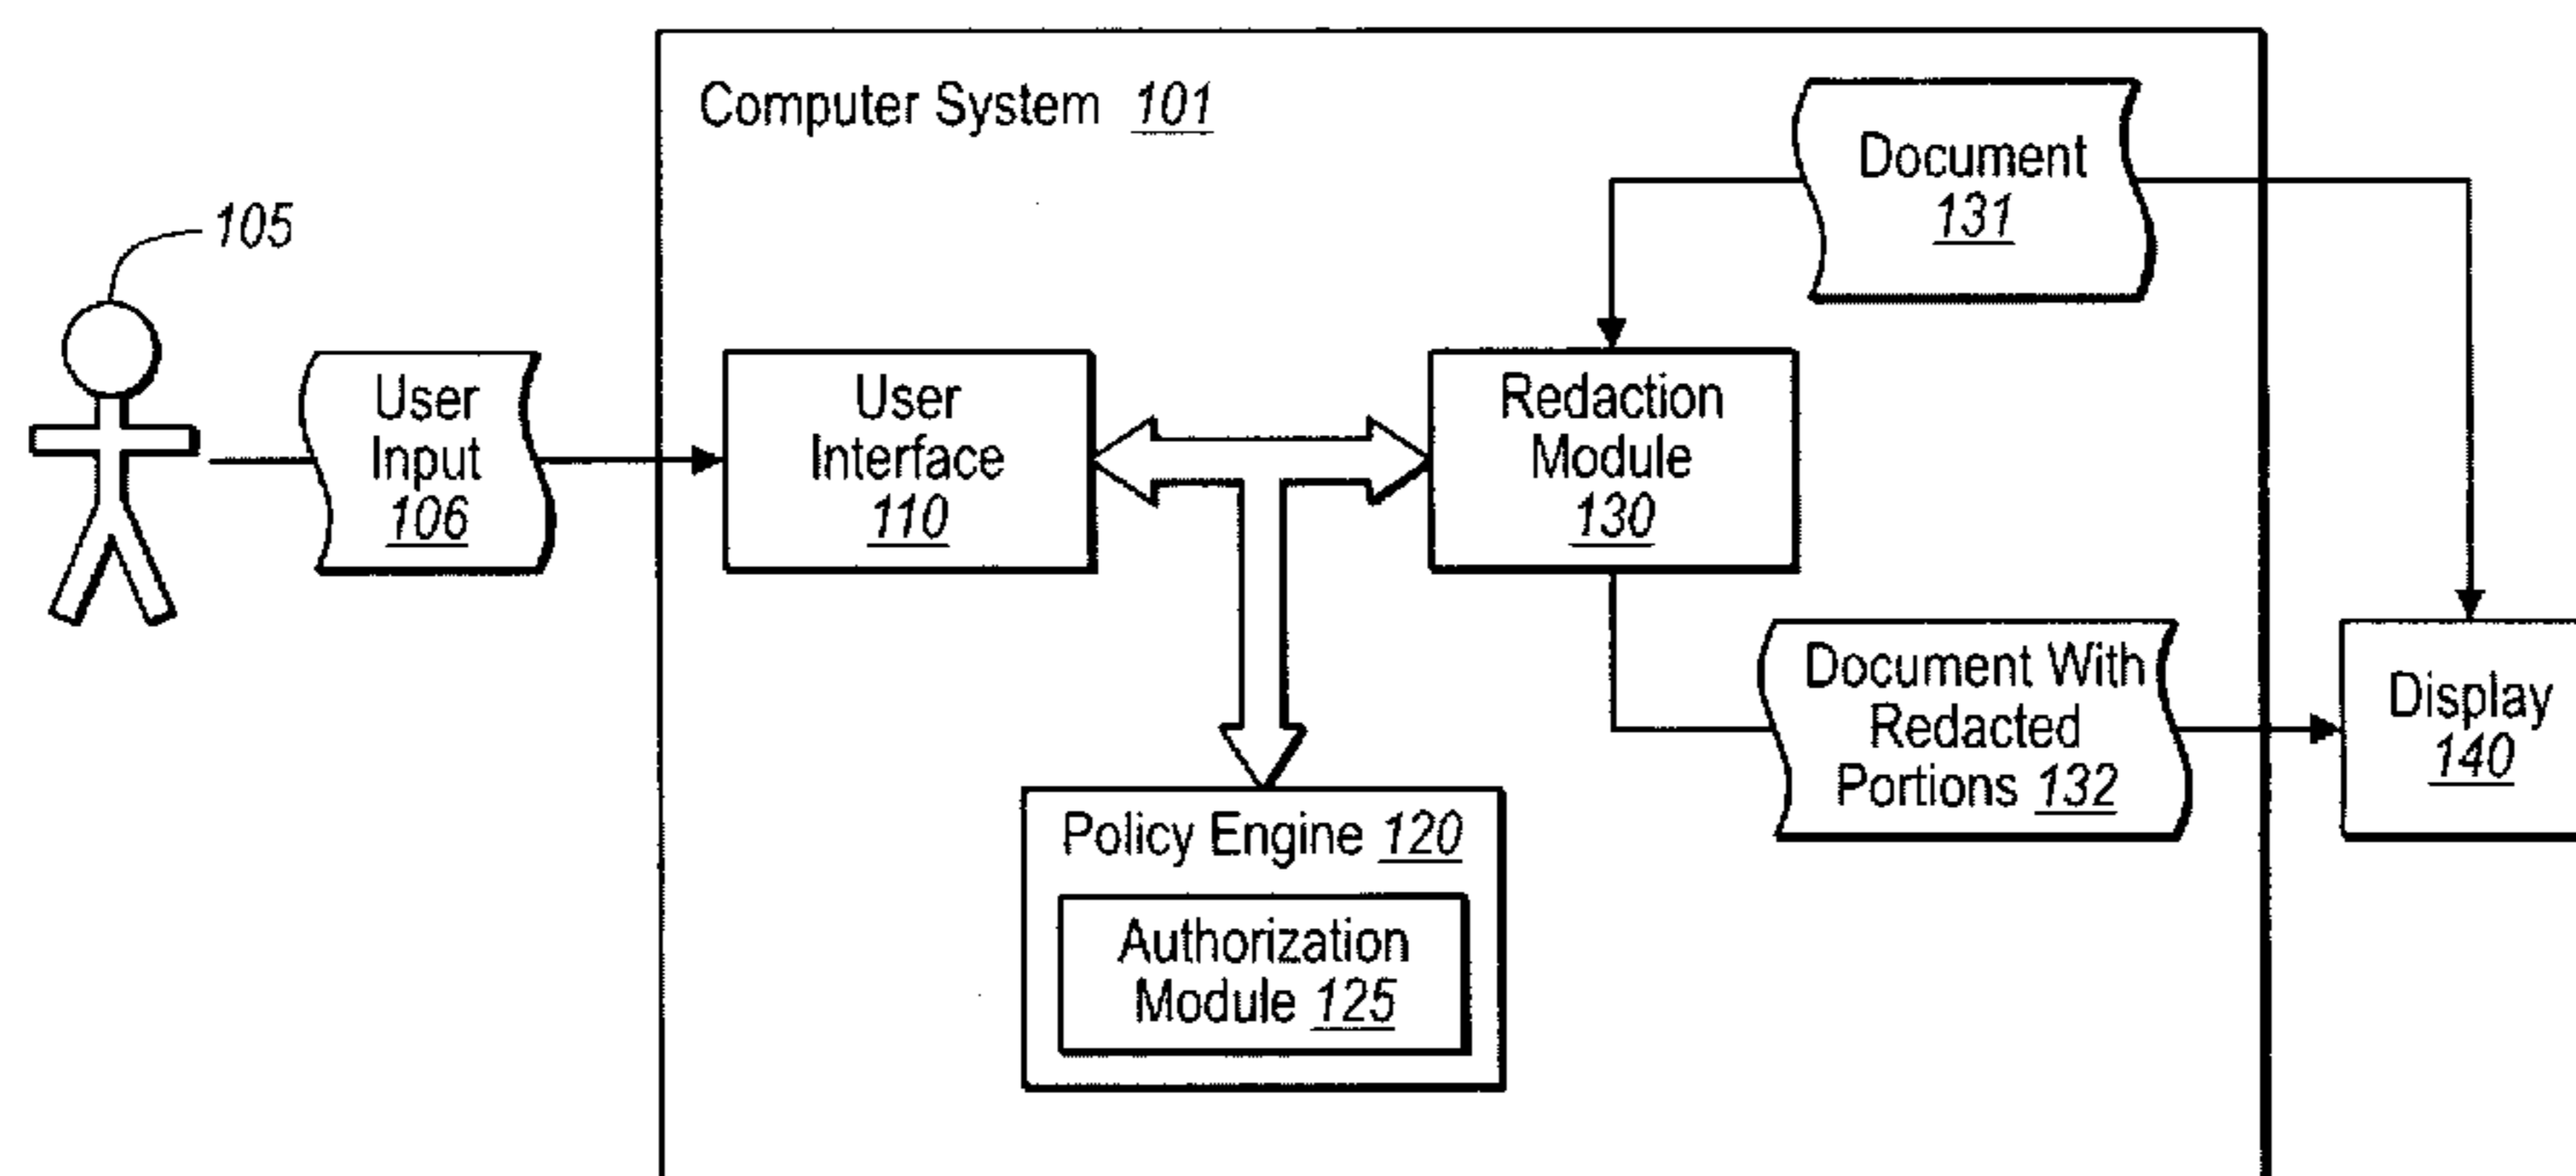 Computer System 101
105
User
Input
106
User
Interface
110
Document
131
Redaction
Module
130
Document With
Redacted
Portions 132
Display
140
Policy Engine 120
Authorization
Module 125